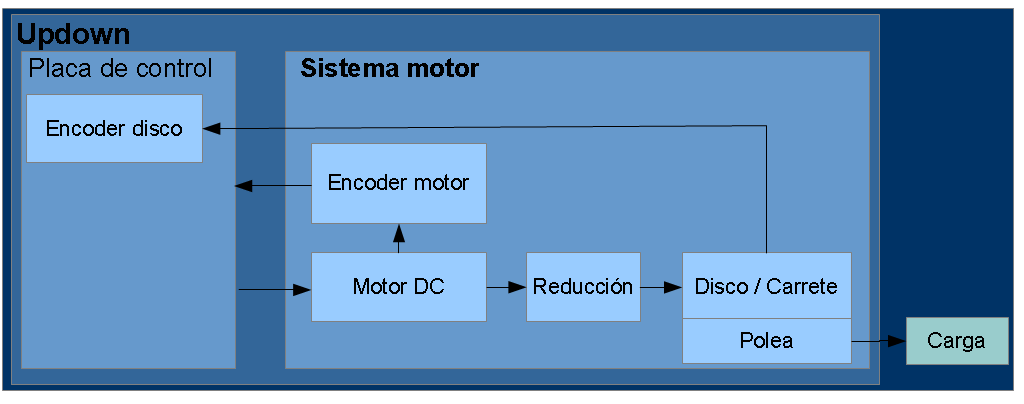 Updown
Placa de control
Sistema motor
Encoder disco
Encoder motor
Motor DC
Reducción
Disco / Carrete
Polea
Carga